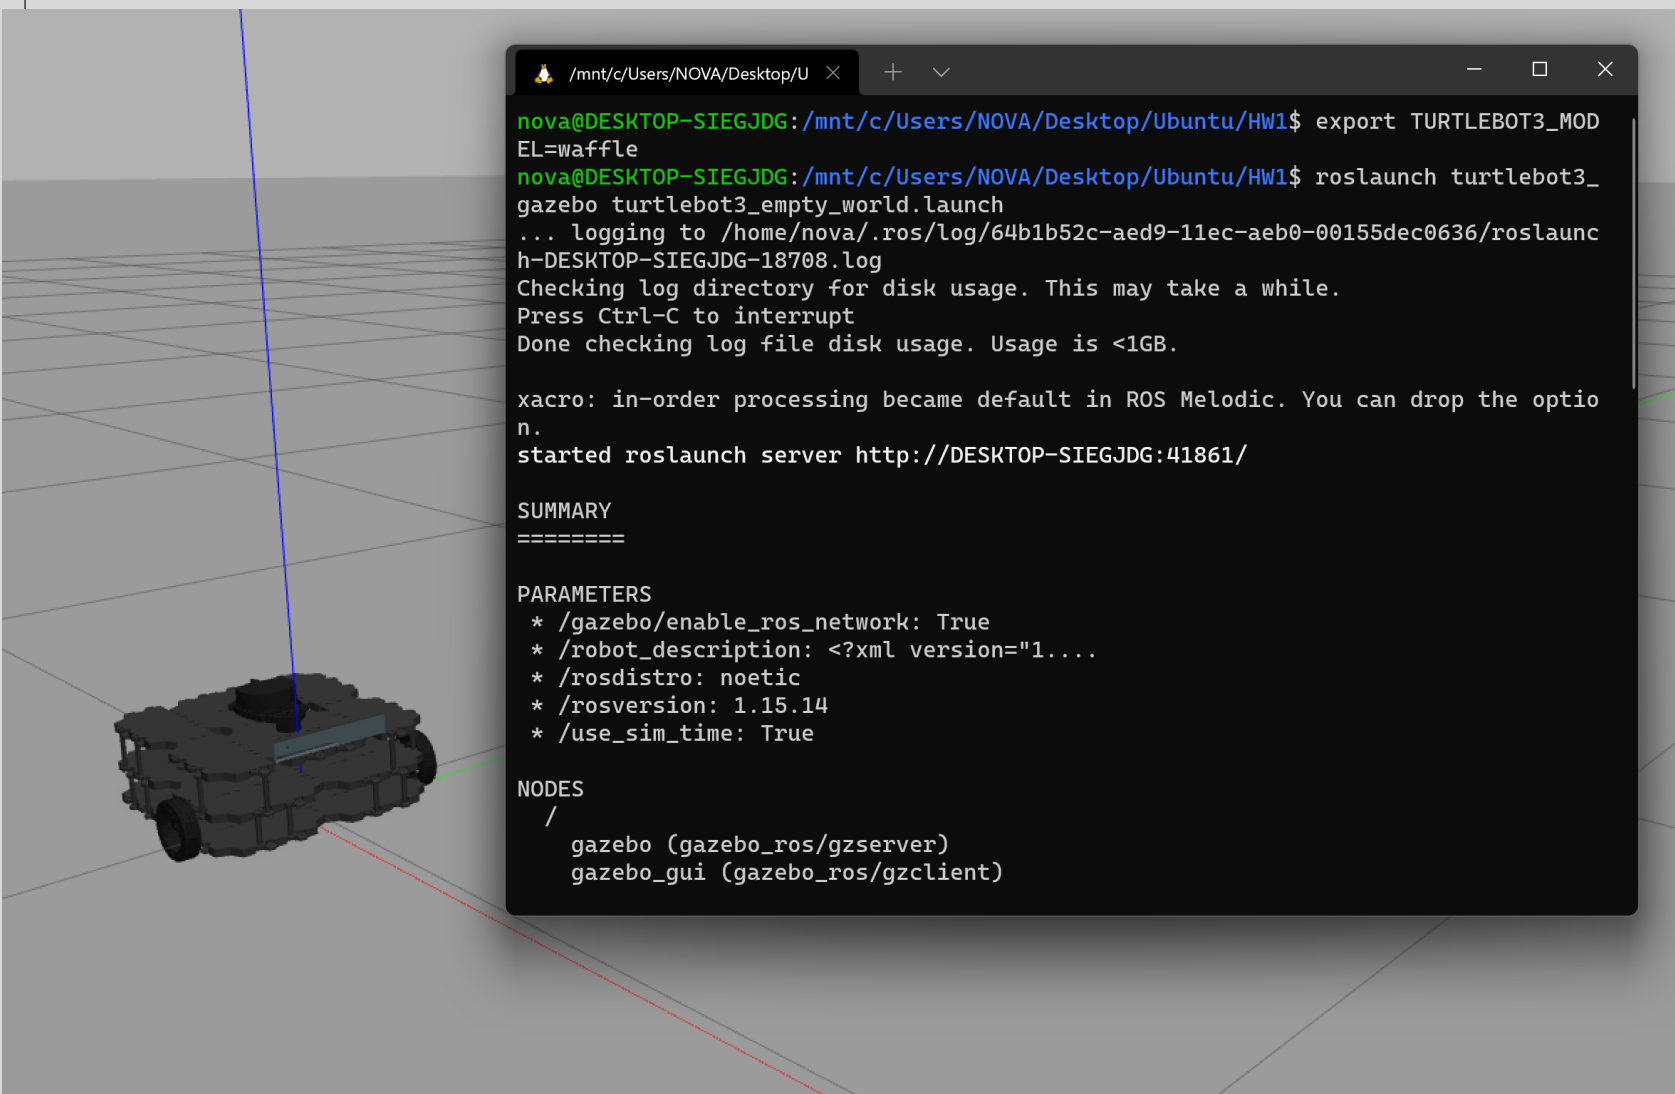 /mnt/c/Users/NOVA/Desktop/U
nova@DESKTOP-SIEGJDG:/mnt/c/Users/NOVA/Desktop/Ubuntu/HW1$ export TURTLEBOT3_MOD
EL=waffle
nova@DESKTOP-SIEGJDG:/mnt/c/Users/NOVA/Desktop/Ubuntu/HW1$ roslaunch turtlebot3_
gazebo turtlebot3_empty_world.launch
... logging to /home/nova/.ros/log/64b1b52c-aed9-11ec-aeb0-00155dec0636/roslaunc
h-DESKTOP-SIEGJDG-18708.log
Checking log directory for disk usage. This may take a while.
Press Ctrl-C to interrupt
Done checking log file disk usage. Usage is <1GB.
xacro: in-order processing became default in ROS Melodic. You can drop the optio
n.
started roslaunch server http://DESKTOP-SIEGJDG:41861/
SUMMARY
========
PARAMETERS
* /gazebo/enable_ros_network: True
* /robot_description: <?xml version="1....
* /rosdistro: noetic
* /rosversion: 1.15.14
* /use_sim_time: True
NODES
/
gazebo (gazebo_ros/gzserver)
gazebo_gui (gazebo_ros/gzclient)